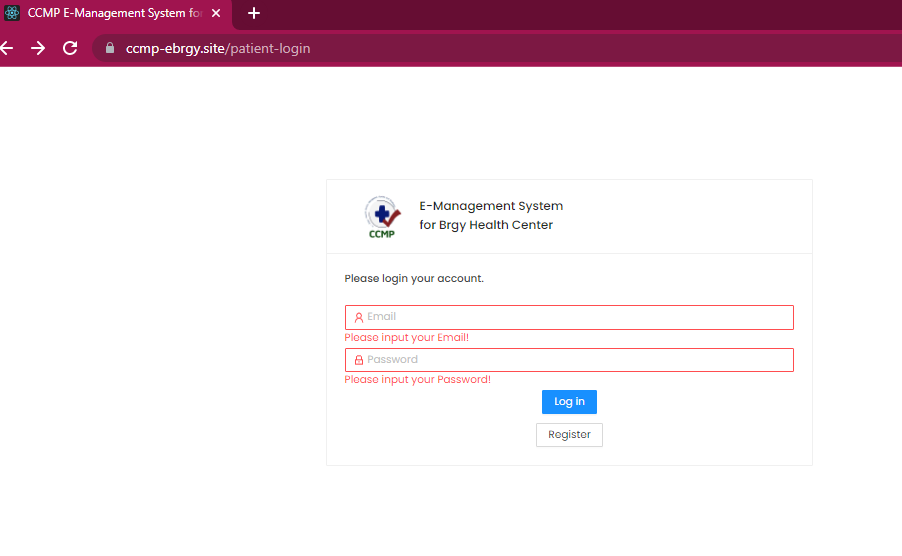 CCMP E-Management System for
ccmp-ebrgy.site/patient-login
CCMP
E-Management System
for Brgy Health Center
Please login your account.
Email
Please input your Email!
Password
Please input your Password!
Log in
Register